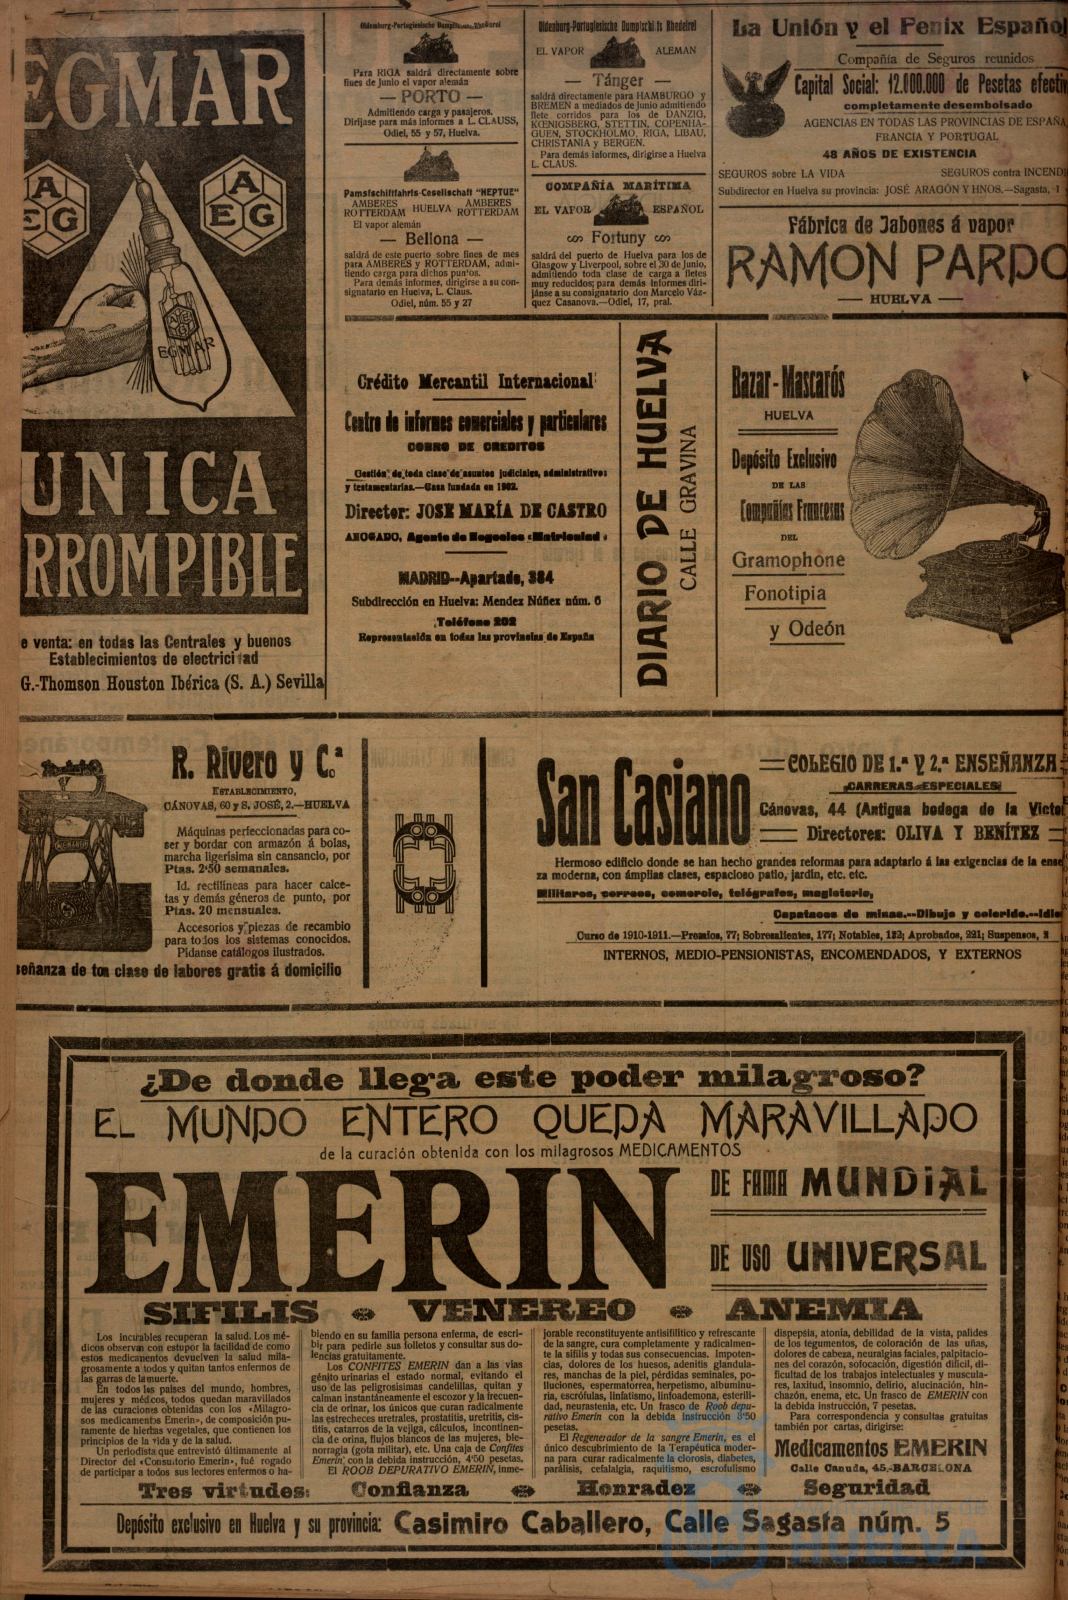 EGMAR
A
EG
A
EG
AEG
EGMAR
UNICA
RROMPIBLE
e venta: en todas las Centrales y buenos
Establecimientos de electricidad
G.-Thomson Houston Ibérica (S. A.) Sevilla
Oldemburg-Portugiesische
Para RIGA saldrá directamente sobre
fines de Junio el vapor alemán
— PORTO —
Admitiendo carga y pasajeros.
Diríjase para más informes a L. CLAUSS,
Odiel, 55 y 57, Huelva.
AMBERES HUELVA AMBERES
ROTTERDAM ROTTERDAM
El vapor alemán
— Bellona —
saldrá de este puerto sobre fines de mes
para AMBERES y ROTTERDAM, admi-
tiendo carga para dichos puntos.
Para demás informes, dirigirse a su con-
signatario en Huelva, L. Claus.
Odiel, núm. 55 y 27
EL VAPOR ALEMAN
— Tánger —
saldrá directamente para HAMBURGO y
BREMEN a mediados de junio admitiendo
flete corridos para los de DANZIG,
KŒNIGSBERG, STETTIN, COPENHA-
GUEN, STOCKHOLMO, RIGA, LIBAU,
CHRISTANIA y BERGEN.
Para demás informes, dirigirse a Huelva
L. CLAUS.
COMPAÑÍA MARÍTIMA
EL VAPOR ESPAÑOL
Fortuny
saldrá del puerto de Huelva para los de
Glasgow y Liverpool, sobre el 30 de junio,
admitiendo toda clase de carga a fletes
muy reducidos; para demás informes diri-
janse a su consignatario don Marcelo Váz-
quez Casanova.—Odiel, 17, pral.
La Unión y el Fenix Español
Compañía de Seguros reunidos
Capital Social: 12.000.000 de Pesetas efectiv
completamente desembolsado
AGENCIAS EN TODAS LAS PROVINCIAS DE ESPAÑA,
FRANCIA Y PORTUGAL
48 AÑOS DE EXISTENCIA
SEGUROS sobre LA VIDA SEGUROS contra INCENDI
Subdirector en Huelva su provincia: JOSÉ ARAGÓN Y HNOS.—Sagasta, 1
Fábrica de Jabones á vapor
RAMON PARDO
— HUELVA —
Crédito Mercantil Internacional
Centro de informes comerciales y particulares
COBRO DE CREDITOS
Gestión de toda clase de asuntos judiciales, administrativos
y testamentarias.—Casa fundada en 1902.
Director: JOSE MARÍA DE CASTRO
ABOGADO, Agente de Negocios «Matriculad»
MADRID--Apartado, 384
Subdirección en Huelva: Mendez Núñez núm. 6
Teléfono 202
Representación en todas las provincias de España
DIARIO DE HUELVA
CALLE GRAVINA
Bazar-Mascarós
HUELVA
Depósito Exclusivo
DE LAS
Compañías Francesas
DEL
Gramophone
Fonotipia
y Odeón
R. Rivero y C.ª
ESTABLECIMIENTO,
CÁNOVAS, 60 y S. JOSÉ, 2.—HUELVA
Máquinas perfeccionadas para co-
ser y bordar con armazón á bolas,
marcha ligerísima sin cansancio, por
Ptas. 2'50 semanales.
Id. rectilíneas para hacer calce-
tas y demás géneros de punto, por
Ptas. 20 mensuales.
Accesorios y piezas de recambio
para todos los sistemas conocidos.
Pídanse catálogos ilustrados.
señanza de toa clase de labores gratis á domicilio
San Casiano
COLEGIO DE 1.ª Y 2.ª ENSEÑANZA
CARRERAS ESPECIALES
Cánovas, 44 (Antigua bodega de la Victo
Directores: OLIVA Y BENÍTEZ
Hermoso edificio donde se han hecho grandes reformas para adaptarlo á las exigencias de la ense
za moderna, con ámplias clases, espacioso patio, jardín, etc. etc.
Militares, correos, comercio, telégrafos, magisterio,
Capataces de minas.--Dibujo y colorido.--Idio
Curso de 1910-1911.—Premios, 77; Sobresalientes, 177; Notables, 132; Aprobados, 221; Suspensos,
INTERNOS, MEDIO-PENSIONISTAS, ENCOMENDADOS, Y EXTERNOS
¿De donde llega este poder milagroso?
EL MUNDO ENTERO QUEDA MARAVILLADO
de la curación obtenida con los milagrosos MEDICAMENTOS
EMERIN
DE FAMA MUNDIAL
DE USO UNIVERSAL
SIFILIS VENEREO ANEMIA
Los incurables recuperan la salud. Los mé-
dicos observan con estupor la facilidad de como
estos medicamentos devuelven la salud mila-
grosamente a todos y quitan tantos enfermos de
las garras de la muerte.
En todos los países del mundo, hombres,
mujeres y médicos, todos quedan maravillados
de las curaciones obtenidas con los «Milagro-
sos medicamentos Emerin», de composición pu-
ramente de hierbas vegetales, que contienen los
principios de la vida y de la salud.
Un periodista que entrevistó últimamente al
Director del «Consutorio Emerin», fué rogado
de participar a todos sus lectores enfermos o ha-
biendo en su familia persona enferma, de escri-
bir para pedirle sus folletos y consultar sus do-
lencias gratuitamente.
Los CONFITES EMERIN dan a las vías
génito urinarias el estado normal, evitando el
uso de las peligrosísimas candelillas, quitan y
calman instantáneamente el escozor y la frecuen-
cia de orinar, los únicos que curan radicalmente
las estrecheces uretrales, prostatitis, uretritis, cis-
titis, catarros de la vejiga, cálculos, incontinen-
cia de orina, flujos blancos de las mujeres, ble-
norragia (gota militar), etc. Una caja de Confites
Emerin, con la debida instrucción, 4'50 pesetas.
El ROOB DEPURATIVO EMERIN, inme-
jorable reconstituyente antisifilítico y refrescante
de la sangre, cura completamente y radicalmen-
te la sífilis y todas sus consecuencias. Impoten-
cias, dolores de los huesos, adenitis glandula-
res, manchas de la piel, pérdidas seminales, po-
lluciones, espermatorea, herpetismo, albuminu-
ria, escrófulas, linfatismo, linfoadenoma, esterili-
dad, neurastenia, etc. Un frasco de Roob depu-
rativo Emerin con la debida instrucción 3'50
pesetas.
El Regenerador de la sangre Emerin, es el
único descubrimiento de la Terapéutica moder-
na para curar radicalmente la clorosis, diabetes,
parálisis, cefalalgia, raquitismo, escrofulismo
dispepsia, atonía, debilidad de la vista, palides
de los tegumentos, de coloración de las uñas,
dolores de cabeza, neuralgias faciales, palpitacio-
nes del corazón, sofocación, digestión difícil, di-
ficultad de los trabajos intelectuales y muscula-
res, laxitud, insomnio, delirio, alucinación, hin-
chazón, enema, etc. Un frasco de EMERIN con
la debida instrucción, 7 pesetas.
Para correspondencia y consultas gratuitas
también por cartas, dirigirse:
Medicamentos EMERIN
Calle Canuda, 45.-BARCELONA
Tres virtudes: Confianza Honradez Seguridad
Depósito exclusivo en Huelva y su provincia: Casimiro Caballero, Calle Sagasta núm. 5
Ayuntamiento de
HUELVA